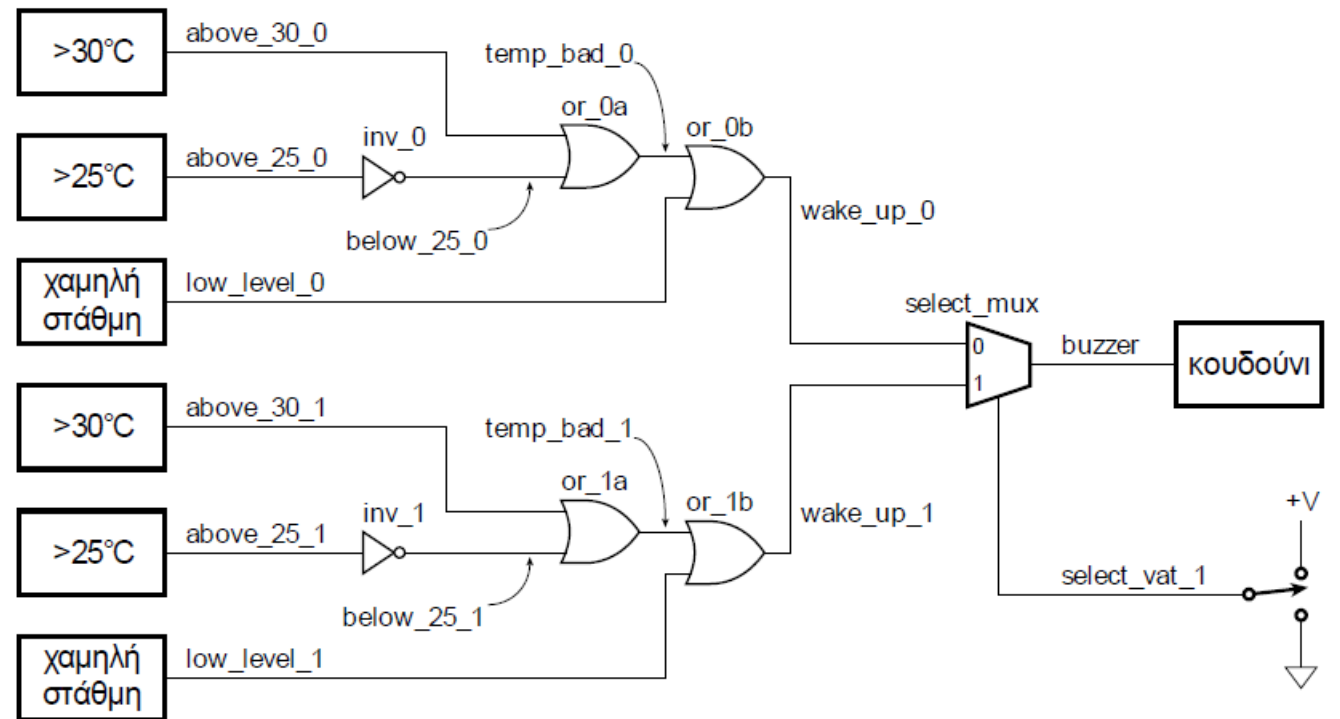 >30°C
above_30_0
temp_bad_0
or_0a
or_0b
inv_0
>25°C
above_25_0
below_25_0
wake_up_0
χαμηλή
στάθμη
low_level_0
select_mux
0
1
buzzer
κουδούνι
>30°C
above_30_1
temp_bad_1
or_1a
or_1b
inv_1
>25°C
above_25_1
below_25_1
wake_up_1
+V
select_vat_1
χαμηλή
στάθμη
low_level_1